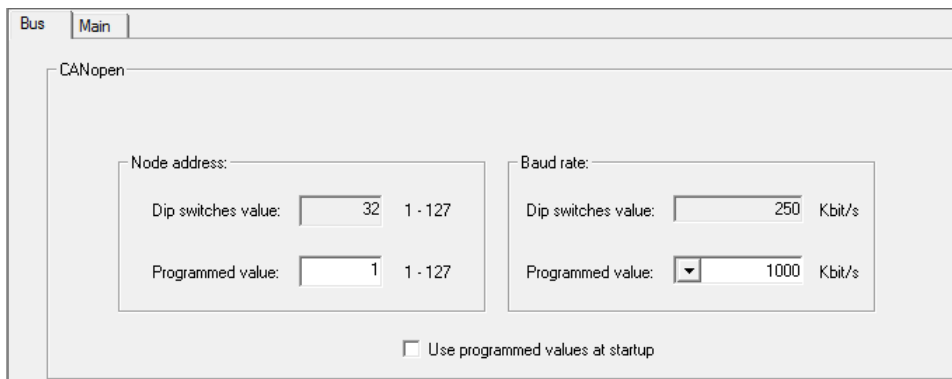 Bus Main
CANopen
Node address: Baud rate:
Dip switches value: 32 1 - 127 Dip switches value: 250 Kbit/s
Programmed value: 1 1 - 127 Programmed value: 1000 Kbit/s
Use programmed values at startup